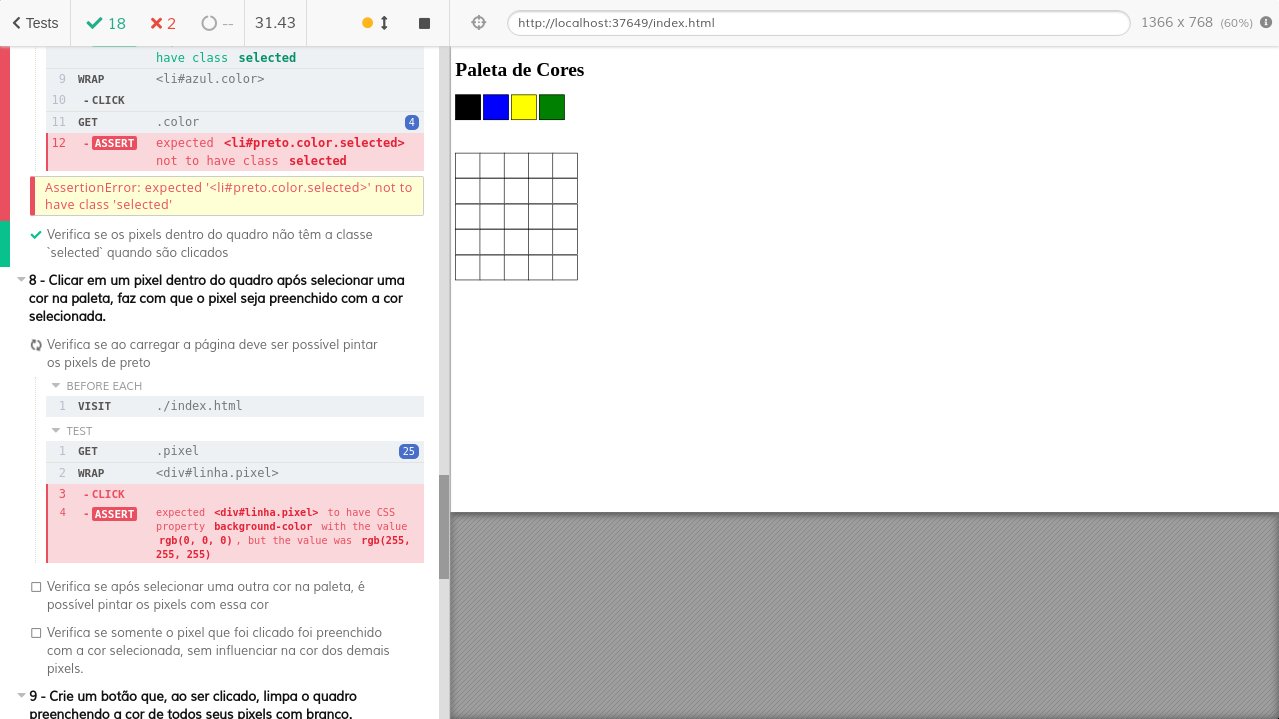 Tests
18
2
--
31.43
http://localhost:37649/index.html
1366 x 768 (60%)
have class selected
9 WRAP <li#azul.color>
10 -CLICK
11 GET .color 4
12 -ASSERT expected <li#preto.color.selected>
not to have class selected
AssertionError: expected '<li#preto.color.selected>' not to
have class 'selected'
Verifica se os pixels dentro do quadro não têm a classe
`selected` quando são clicados
8 - Clicar em um pixel dentro do quadro após selecionar uma
cor na paleta, faz com que o pixel seja preenchido com a cor
selecionada.
Verifica se ao carregar a página deve ser possível pintar
os pixels de preto
BEFORE EACH
1 VISIT ./index.html
TEST
1 GET .pixel 25
2 WRAP <div#linha.pixel>
3 -CLICK
4 -ASSERT expected <div#linha.pixel> to have CSS
property background-color with the value
rgb(0, 0, 0), but the value was rgb(255,
255, 255)
Verifica se após selecionar uma outra cor na paleta, é
possível pintar os pixels com essa cor
Verifica se somente o pixel que foi clicado foi preenchido
com a cor selecionada, sem influenciar na cor dos demais
pixels.
9 - Crie um botão que, ao ser clicado, limpa o quadro
preenchendo a cor de todos seus pixels com branco.
Paleta de Cores